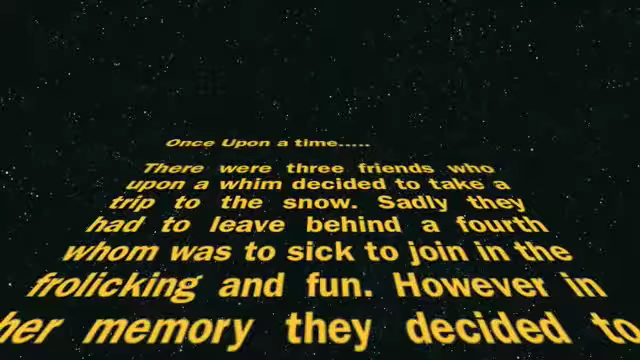 Once Upon a time.....
There were three friends who
upon a whim decided to take a
trip to the snow. Sadly they
had to leave behind a fourth
whom was to sick to join in the
frolicking and fun. However in
her memory they decided to